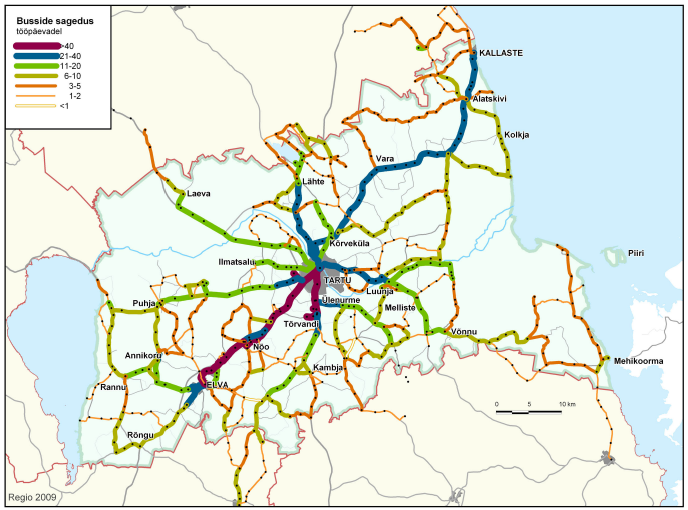 Busside sagedus
tööpäevadel
>40
21-40
11-20
6-10
3-5
1-2
<1
KALLASTE
Alatskivi
Kolkja
Vara
Lähte
Laeva
Kõrveküla
Piiri
Ilmatsalu
TARTU
Luunja
Puhja
Ülenurme
Melliste
Törvandi
Võnnu
Nõo
Annikoru
Mehikoorma
Kambja
Rannu
ELVA
0 5 10 km
Rõngu
Regio 2009